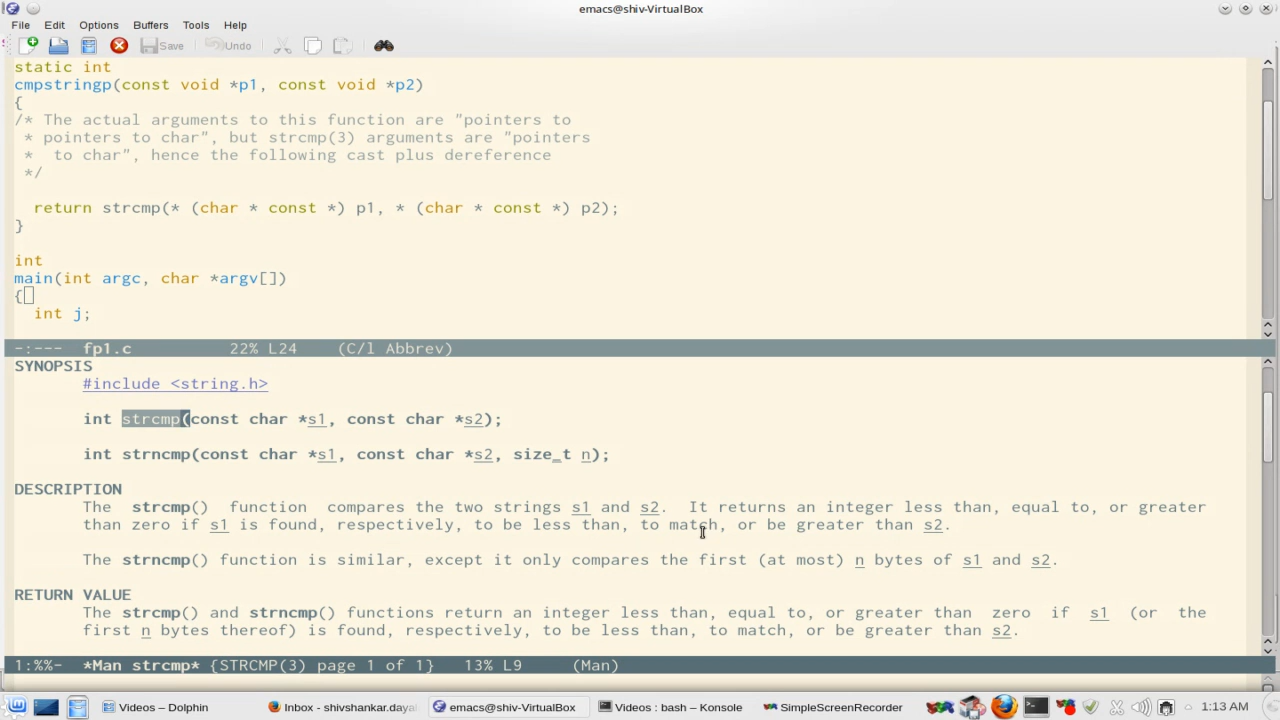 emacs@shiv-VirtualBox
File Edit Options Buffers Tools Help
Save Undo
static int
cmpstringp(const void *p1, const void *p2)
{
/* The actual arguments to this function are "pointers to
 * pointers to char", but strcmp(3) arguments are "pointers
 *  to char", hence the following cast plus dereference
 */
  return strcmp(* (char * const *) p1, * (char * const *) p2);
}
int
main(int argc, char *argv[])
{
  int j;
-:--- fp1.c 22% L24 (C/l Abbrev)
SYNOPSIS
#include <string.h>
int strcmp(const char *s1, const char *s2);
int strncmp(const char *s1, const char *s2, size_t n);
DESCRIPTION
The strcmp() function compares the two strings s1 and s2. It returns an integer less than, equal to, or greater
than zero if s1 is found, respectively, to be less than, to match, or be greater than s2.
The strncmp() function is similar, except it only compares the first (at most) n bytes of s1 and s2.
RETURN VALUE
The strcmp() and strncmp() functions return an integer less than, equal to, or greater than zero if s1 (or the
first n bytes thereof) is found, respectively, to be less than, to match, or be greater than s2.
1:%%- *Man strcmp* {STRCMP(3) page 1 of 1} 13% L9 (Man)
Videos – Dolphin Inbox - shivshankar.dayal emacs@shiv-VirtualBox Videos : bash – Konsole SimpleScreenRecorder 1:13 AM